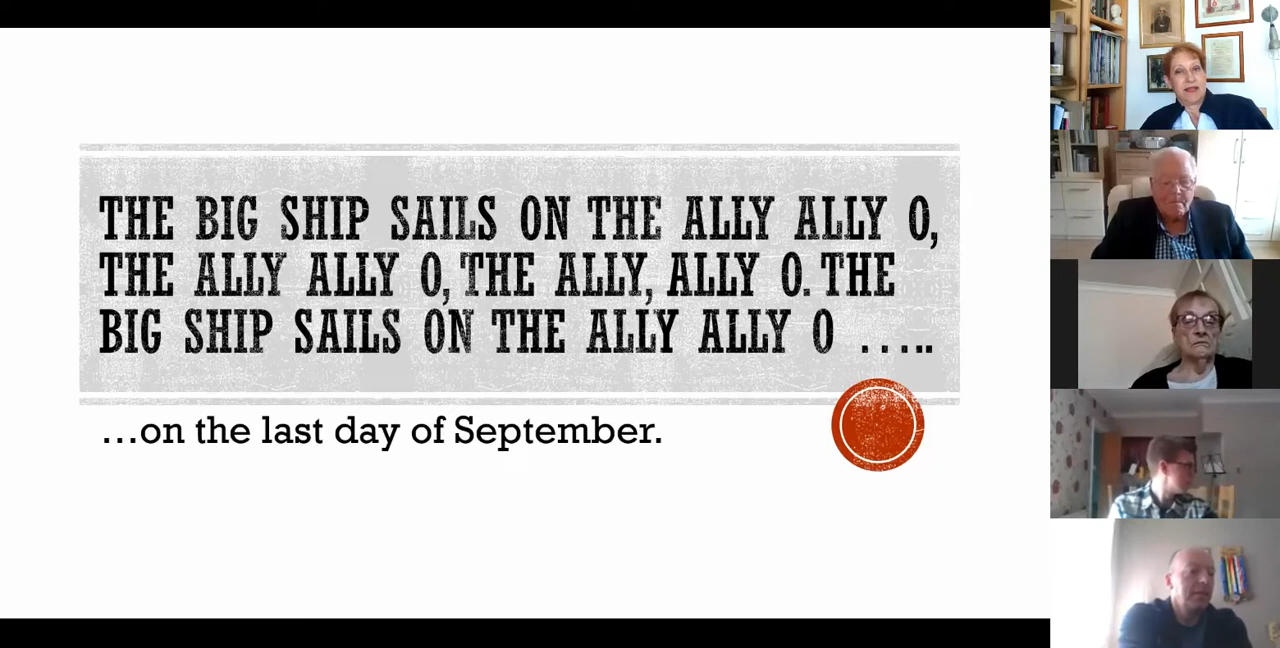 THE BIG SHIP SAILS ON THE ALLY ALLY O,
THE ALLY ALLY O, THE ALLY, ALLY O. THE
BIG SHIP SAILS ON THE ALLY ALLY O …..
…on the last day of September.